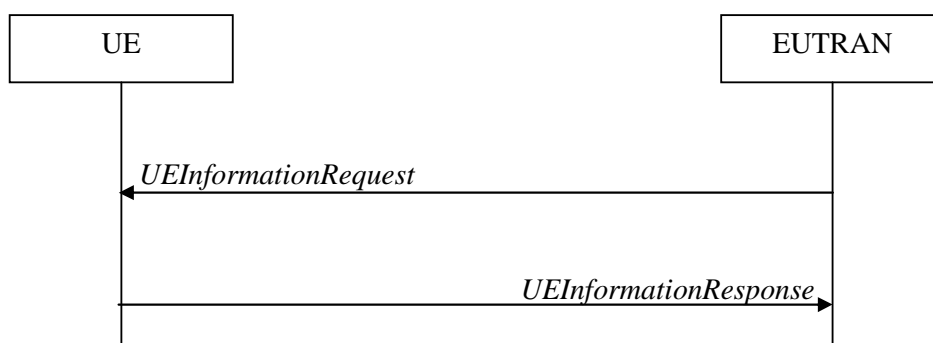 UE
EUTRAN
UEInformationRequest
UEInformationResponse